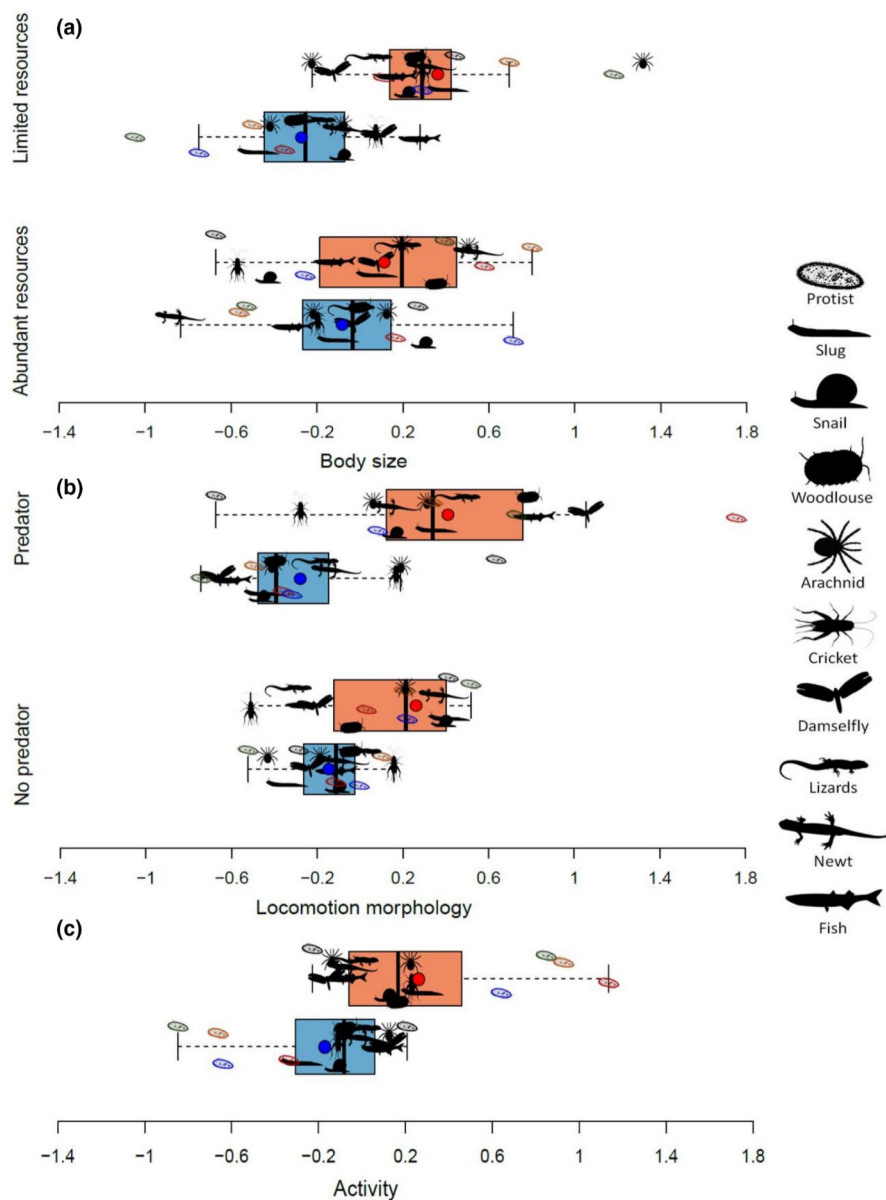 (a)
Limited resources
Abundant resources
−1.4 −1 −0.6 −0.2 0.2 0.6 1 1.4 1.8
Body size
(b)
Predator
No predator
−1.4 −1 −0.6 −0.2 0.2 0.6 1 1.4 1.8
Locomotion morphology
(c)
−1.4 −1 −0.6 −0.2 0.2 0.6 1 1.4 1.8
Activity
Protist
Slug
Snail
Woodlouse
Arachnid
Cricket
Damselfly
Lizards
Newt
Fish